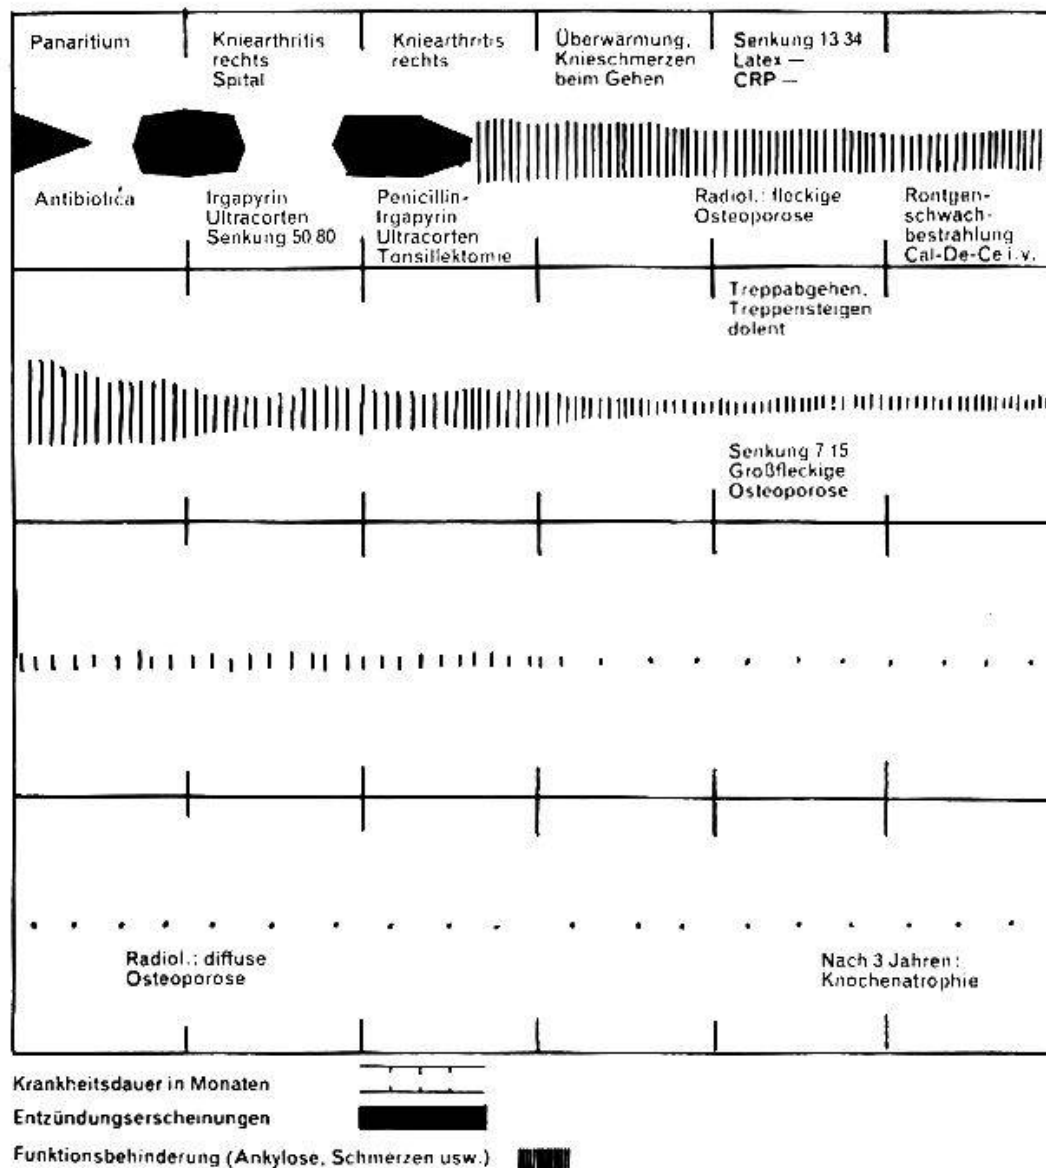 Panaritium
Kniearthritis
rechts
Spital
Kniearthritis
rechts
Überwärmung,
Knieschmerzen
beim Gehen
Senkung 13 34
Latex —
CRP —
Antibiotica
Irgapyrin
Ultracorten
Senkung 50 80
Penicillin-
Irgapyrin
Ultracorten
Tonsillektomie
Radiol.: fleckige
Osteoporose
Rontgen-
schwach-
bestrahlung
Cal-De-Ce i. v.
Treppabgehen,
Treppensteigen
dolent
Senkung 7 15
Großfleckige
Osteoporose
Radiol.: diffuse
Osteoporose
Nach 3 Jahren:
Knochenatrophie
Krankheitsdauer in Monaten
Entzündungserscheinungen
Funktionsbehinderung (Ankylose, Schmerzen usw.)